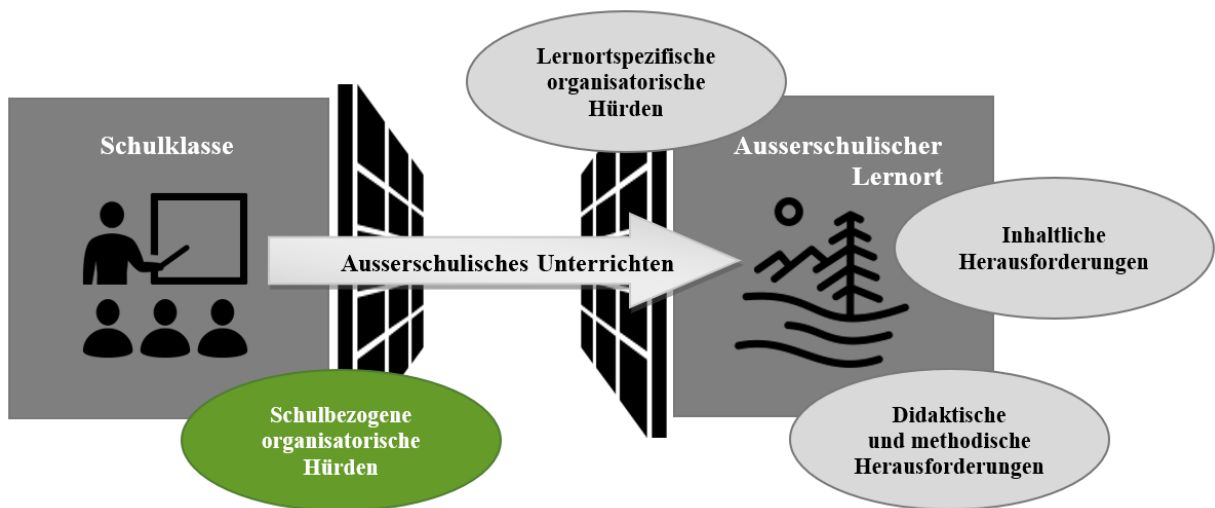 Lernortspezifische
organisatorische
Hürden
Schulklasse
Ausserschulischer
Lernort
Inhaltliche
Herausforderungen
Ausserschulisches Unterrichten
Schulbezogene
organisatorische
Hürden
Didaktische
und methodische
Herausforderungen